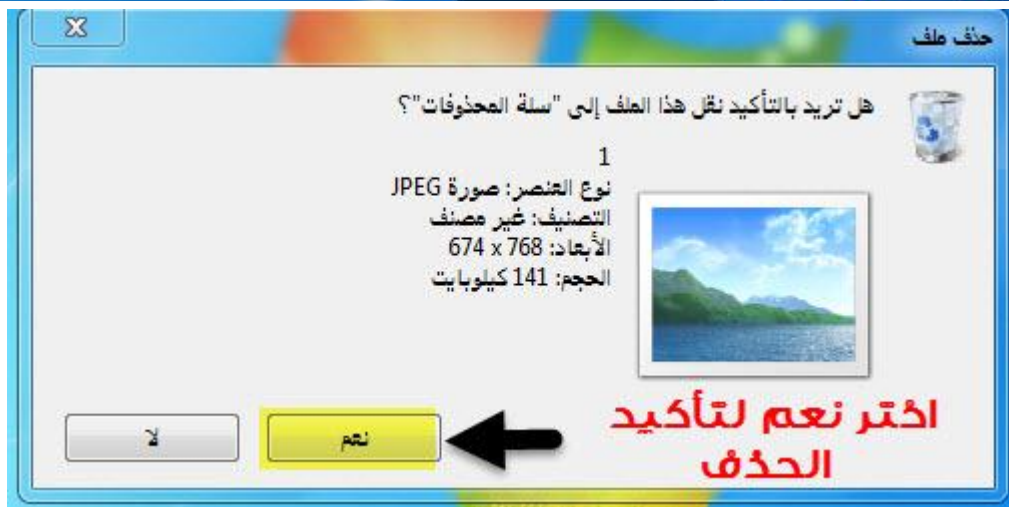 حذف ملف
هل تريد بالتأكيد نقل هذا الملف إلى "سلة المحذوفات"؟
1
نوع العنصر: صورة JPEG
التصنيف: غير مصنف
الأبعاد: 768 x 674
الحجم: 141 كيلوبايت
اختر نعم لتأكيد
الحذف
نعم
لا